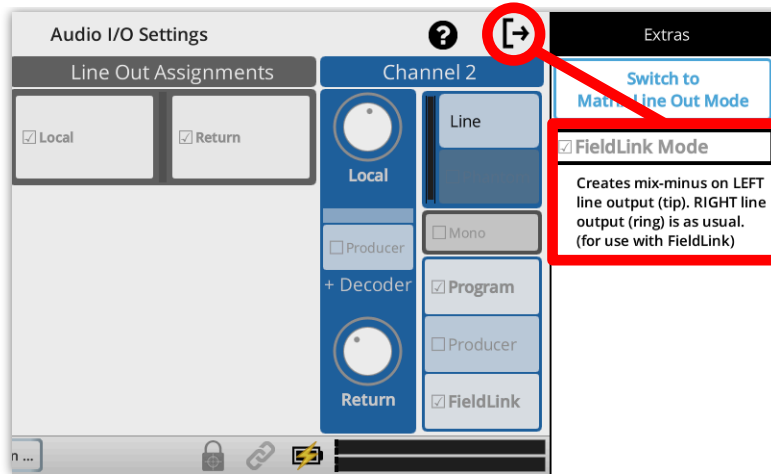 Audio I/O Settings
?
Extras
Line Out Assignments
Channel 2
Switch to
Line Out Mode
Local
Return
Line
FieldLink Mode
Local
Creates mix-minus on LEFT
line output (tip). RIGHT line
output (ring) is as usual.
(for use with FieldLink)
Mono
Producer
+ Decoder
Program
Producer
Return
FieldLink
n ...